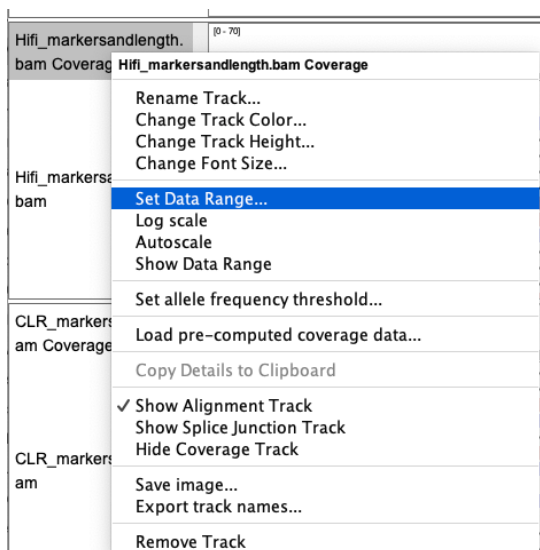 Hifi_markersandlength.
bam Coverag
[0 - 70]
Hifi_markersandlength.bam Coverage
Rename Track...
Change Track Color...
Change Track Height...
Change Font Size...
Hifi_markersa
bam
Set Data Range...
Log scale
Autoscale
Show Data Range
Set allele frequency threshold...
CLR_markers
am Coverage
Load pre-computed coverage data...
Copy Details to Clipboard
✓ Show Alignment Track
Show Splice Junction Track
Hide Coverage Track
CLR_markers
am
Save image...
Export track names...
Remove Track